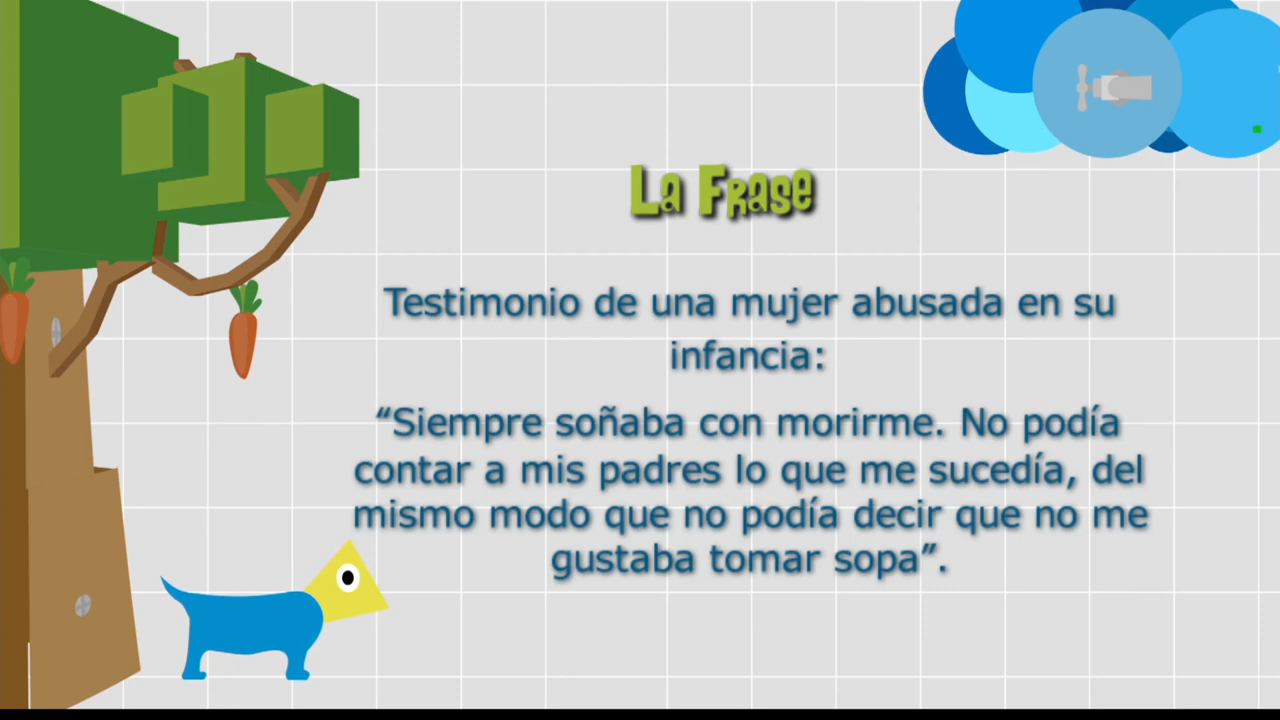 La Frase
Testimonio de una mujer abusada en su
infancia:
“Siempre soñaba con morirme. No podía
contar a mis padres lo que me sucedía, del
mismo modo que no podía decir que no me
gustaba tomar sopa”.